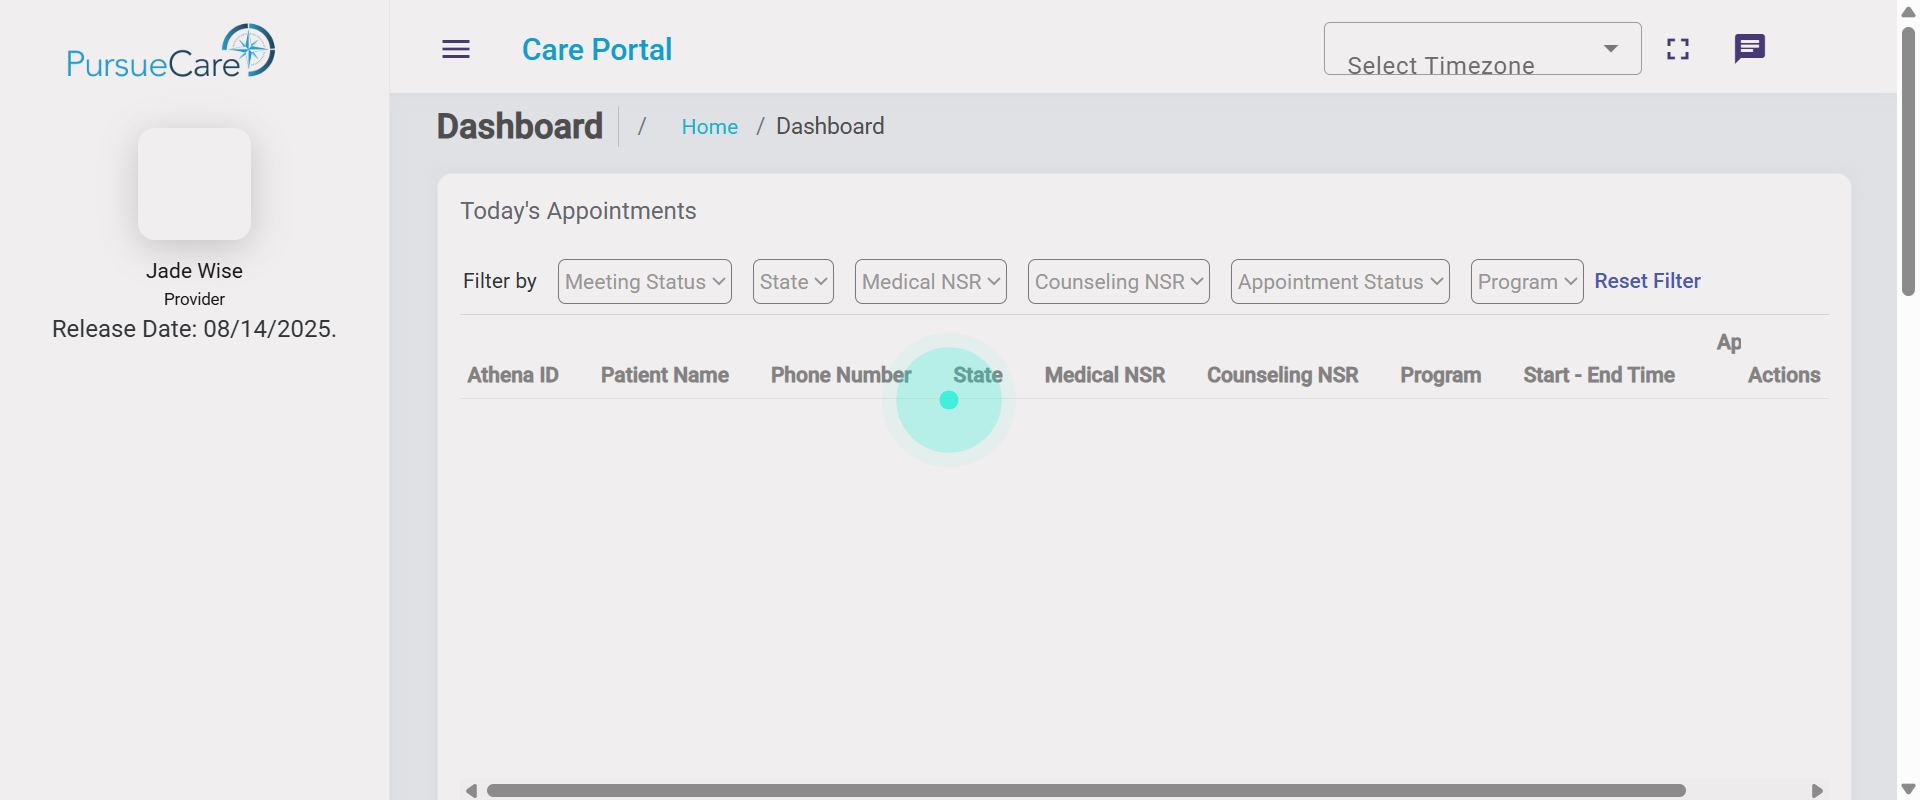 PursueCare
Care Portal
Select Timezone
Dashboard
/ Home / Dashboard
Jade Wise
Provider
Release Date: 08/14/2025.
Today's Appointments
Filter by Meeting Status State Medical NSR Counseling NSR Appointment Status Program Reset Filter
Ap
Athena ID Patient Name Phone Number State Medical NSR Counseling NSR Program Start - End Time Actions